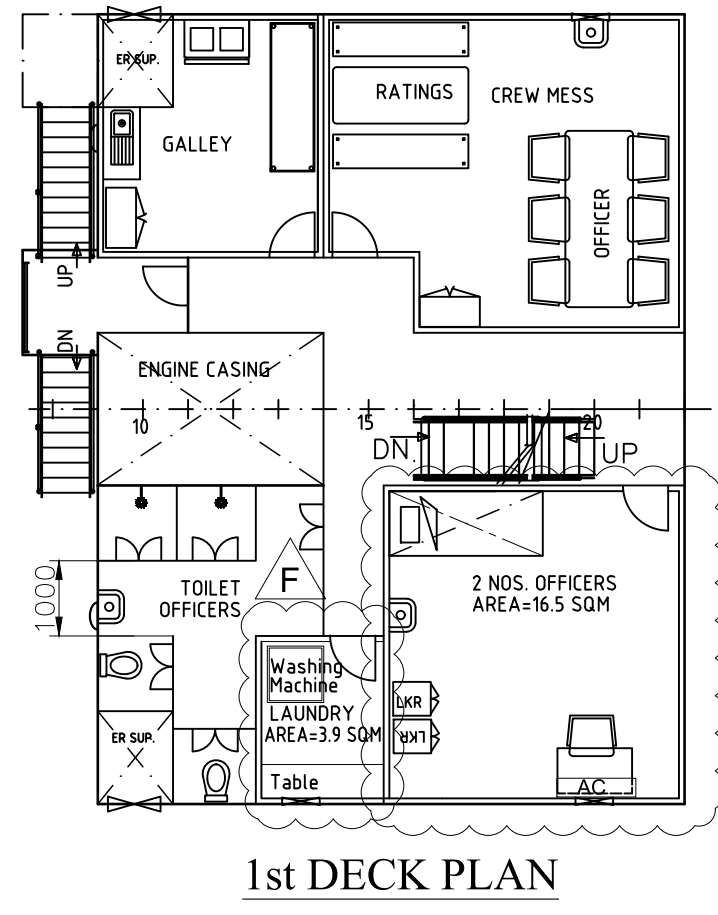 ER SUP.
GALLEY
RATINGS
CREW MESS
OFFICER
UP
DN
ENGINE CASING
10
15
20
DN.
UP
1000
TOILET
OFFICERS
F
2 NOS. OFFICERS
AREA=16.5 SQM
Washing
Machine
LAUNDRY
AREA=3.9 SQM
Table
LKR
LKR
ER SUP.
AC
1st DECK PLAN